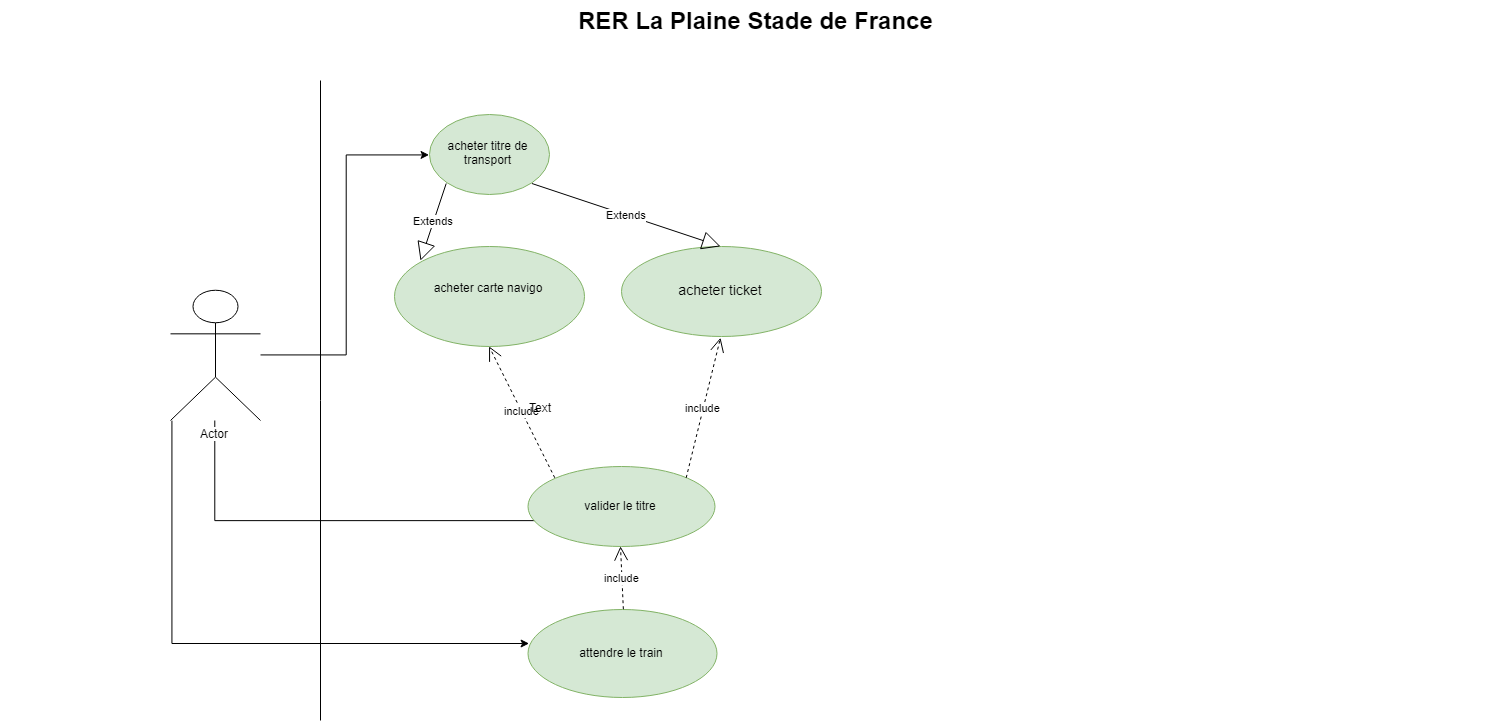 RER La Plaine Stade de France
acheter titre de
transport
Extends
Extends
acheter carte navigo
acheter ticket
include
Text
include
Actor
valider le titre
include
attendre le train